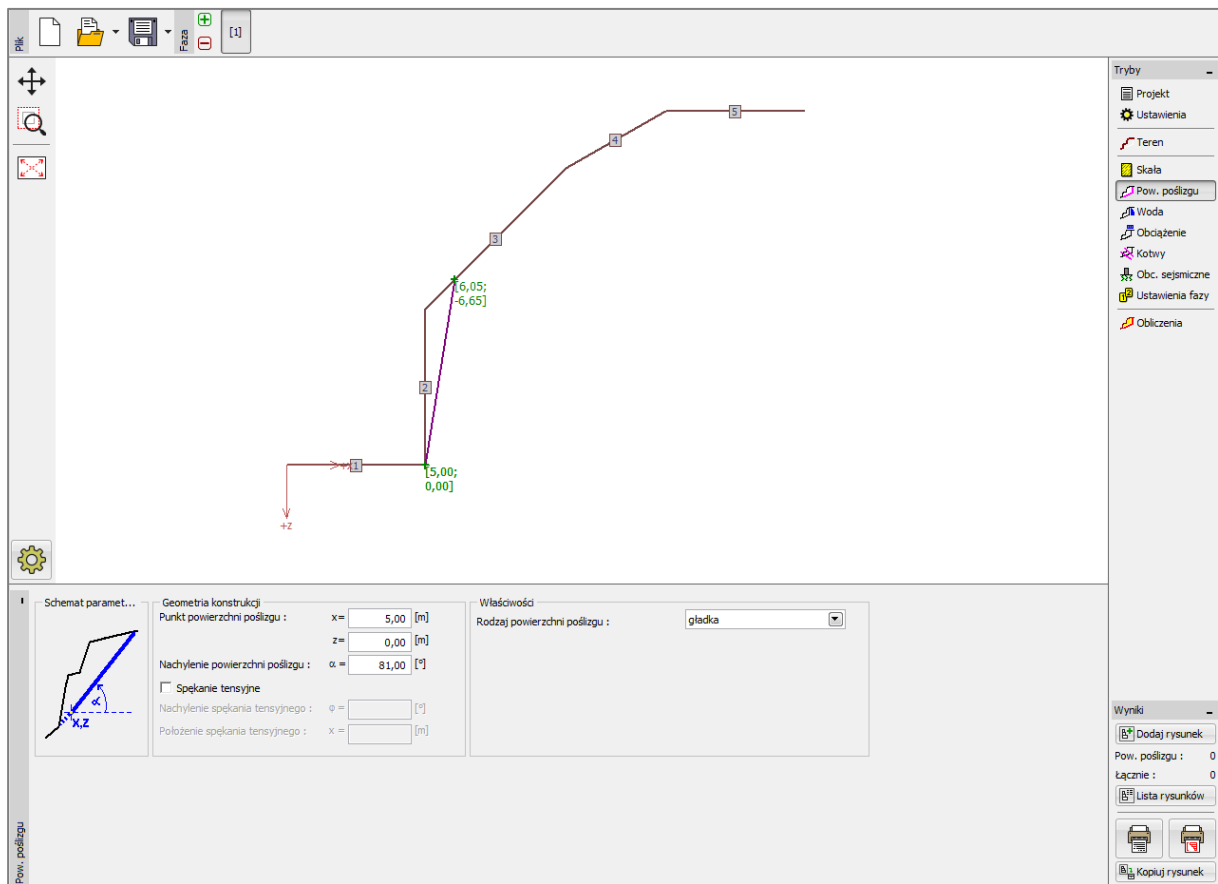 Plik
Faza
[1]
5
4
3
[6,05;
-6,65]
2
+x
1
[5,00;
0,00]
+z
Tryby
Projekt
Ustawienia
Teren
Skała
Pow. poślizgu
Woda
Obciążenie
Kotwy
Obc. sejsmiczne
Ustawienia fazy
Obliczenia
Pow. poślizgu
Schemat paramet...
α
x,z
Geometria konstrukcji
Punkt powierzchni poślizgu : x= 5,00 [m]
z= 0,00 [m]
Nachylenie powierzchni poślizgu : α = 81,00 [°]
Spękanie tensyjne
Nachylenie spękania tensyjnego : φ = [°]
Położenie spękania tensyjnego : x = [m]
Właściwości
Rodzaj powierzchni poślizgu : gładka
Wyniki
Dodaj rysunek
Pow. poślizgu : 0
Łącznie : 0
Lista rysunków
Kopiuj rysunek